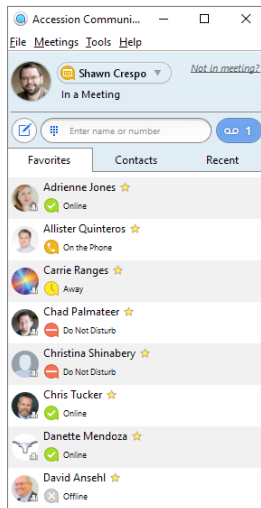 Accession Communi...
File Meetings Tools Help
Shawn Crespo
Not in meeting?
In a Meeting
Enter name or number
1
Favorites Contacts Recent
Adrienne Jones
Online
Allister Quinteros
On the Phone
Carrie Ranges
Away
Chad Palmateer
Do Not Disturb
Christina Shinabery
Do Not Disturb
Chris Tucker
Online
Danette Mendoza
Online
David Ansehl
Offline